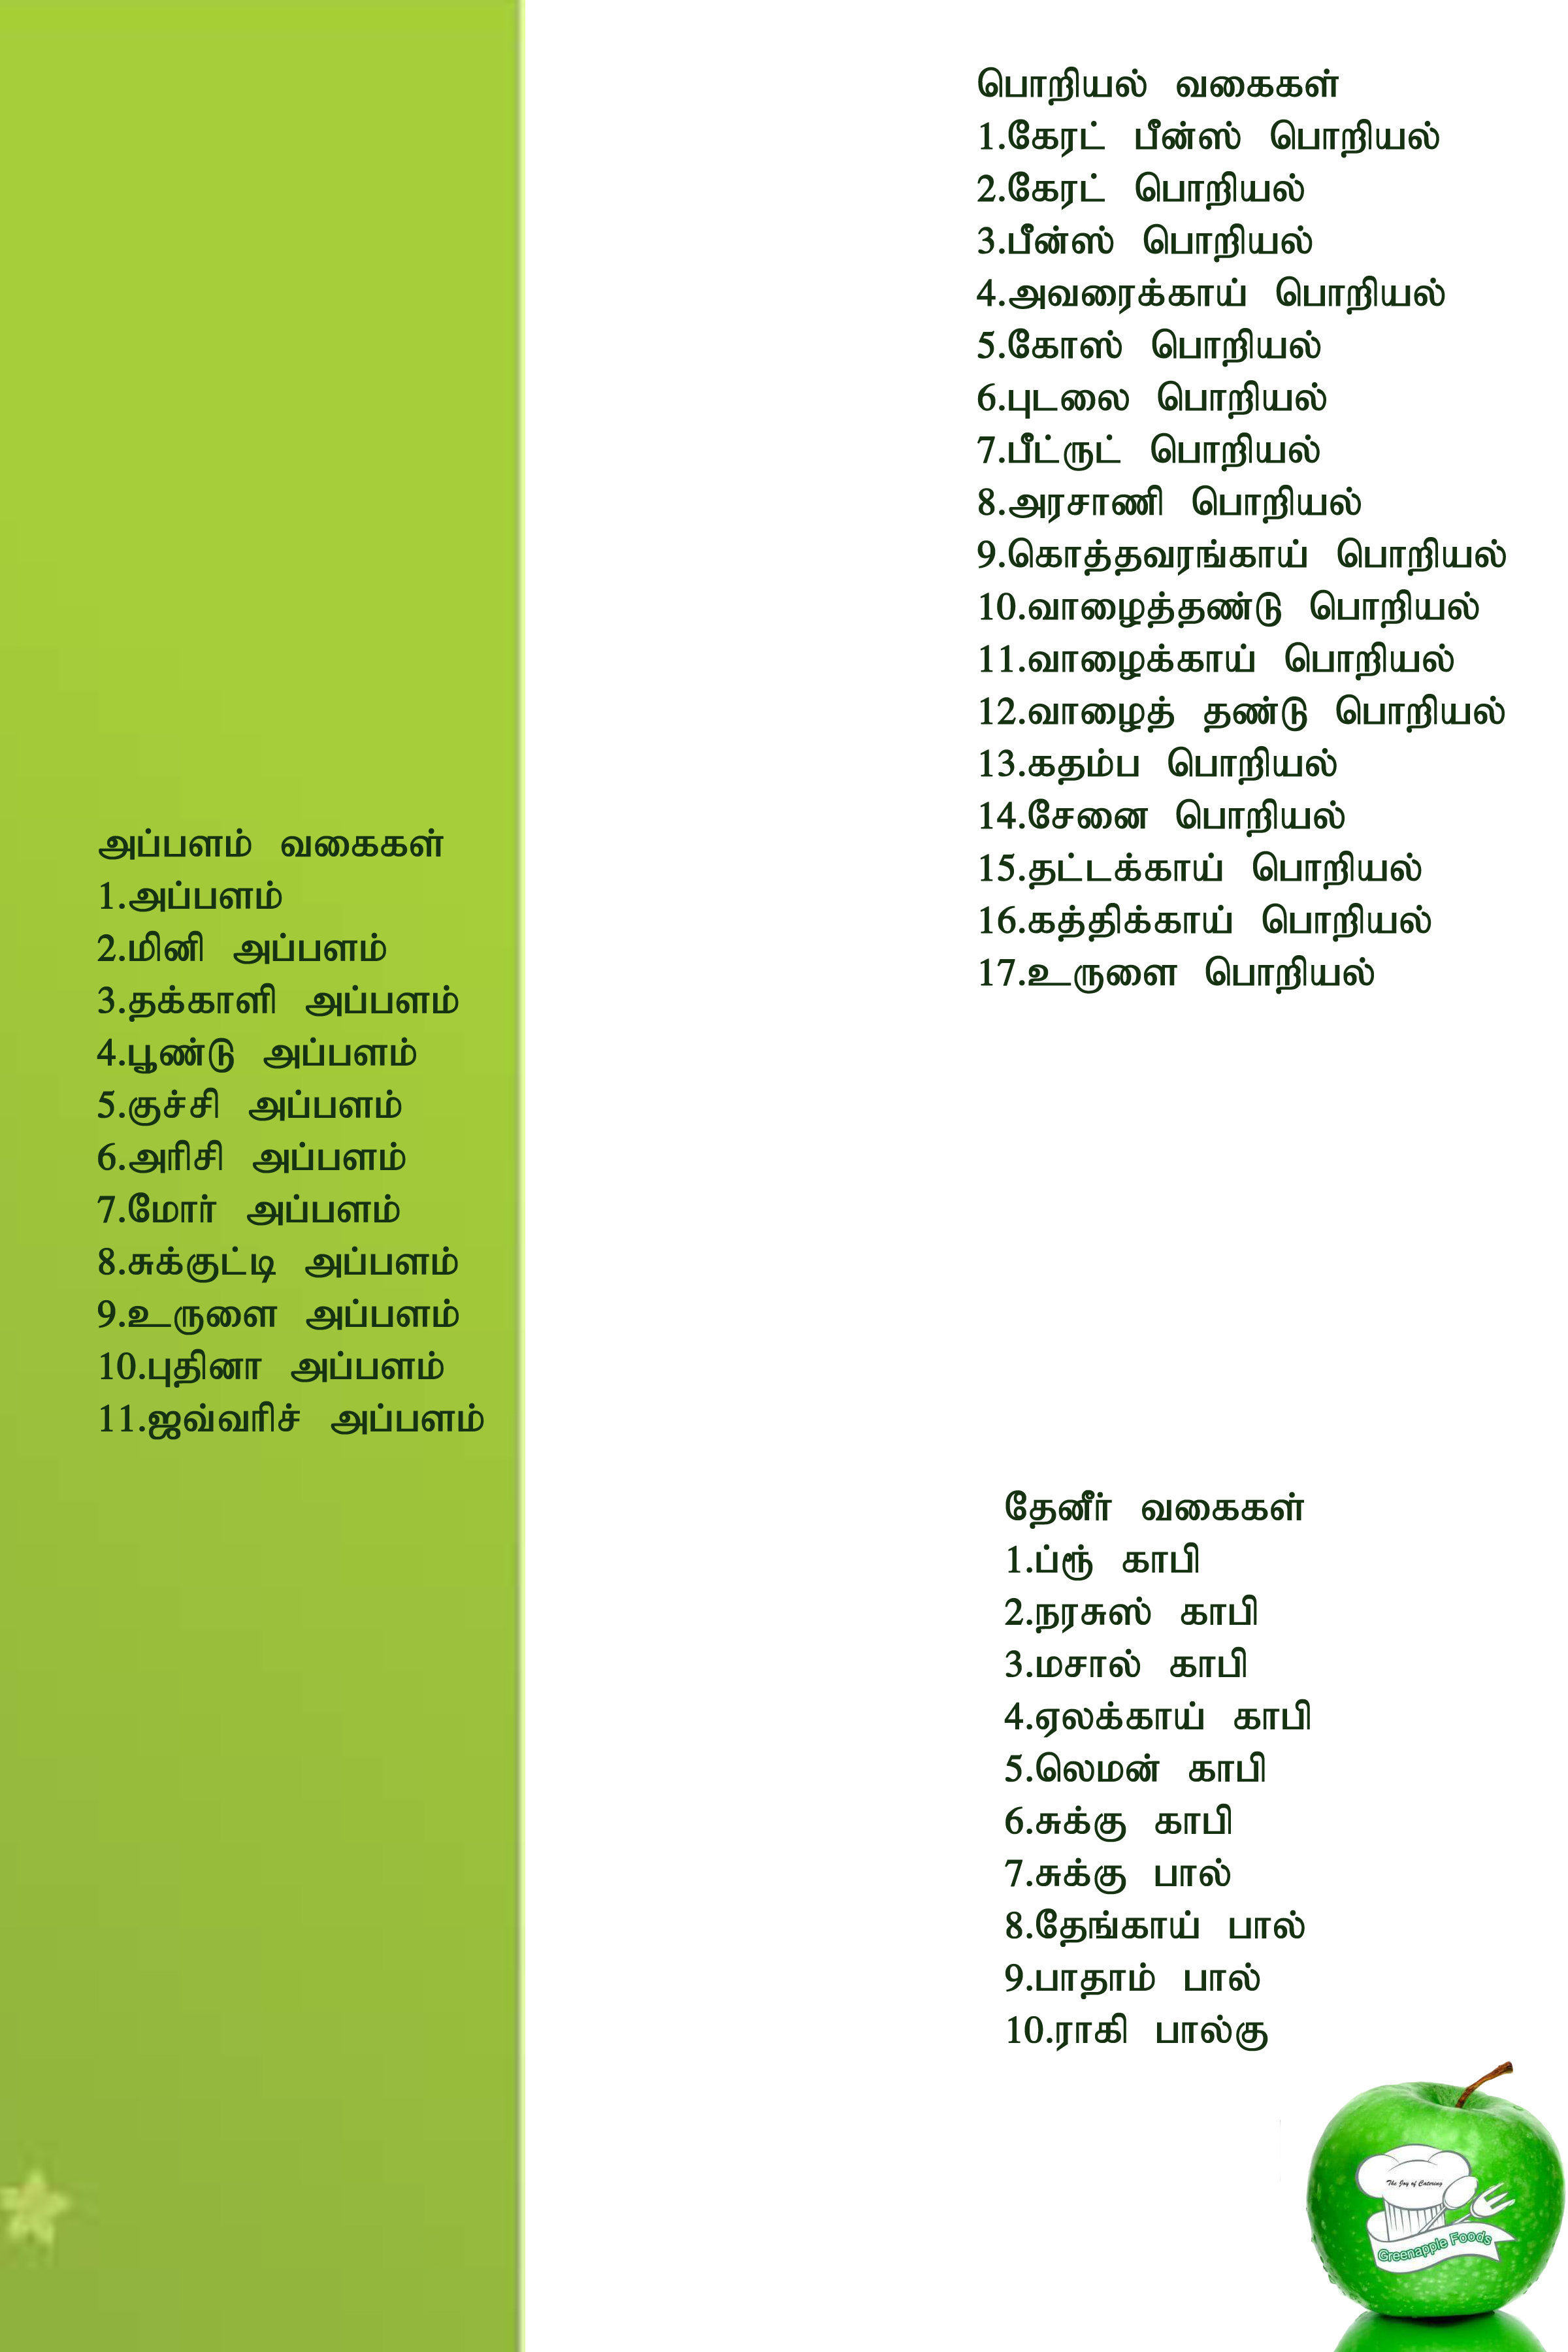 அப்பளம் வகைகள்
1.அப்பளம்
2.மினி அப்பளம்
3.தக்காளி அப்பளம்
4.பூண்டு அப்பளம்
5.குச்சி அப்பளம்
6.அரிசி அப்பளம்
7.மோர் அப்பளம்
8.சுக்குட்டி அப்பளம்
9.உருளை அப்பளம்
10.புதினா அப்பளம்
11.ஜவ்வரிச் அப்பளம்
பொறியல் வகைகள்
1.கேரட் பீன்ஸ் பொறியல்
2.கேரட் பொறியல்
3.பீன்ஸ் பொறியல்
4.அவரைக்காய் பொறியல்
5.கோஸ் பொறியல்
6.புடலை பொறியல்
7.பீட்ருட் பொறியல்
8.அரசாணி பொறியல்
9.கொத்தவரங்காய் பொறியல்
10.வாழைத்தண்டு பொறியல்
11.வாழைக்காய் பொறியல்
12.வாழைத் தண்டு பொறியல்
13.கதம்ப பொறியல்
14.சேனை பொறியல்
15.தட்டக்காய் பொறியல்
16.கத்திக்காய் பொறியல்
17.உருளை பொறியல்
தேனீர் வகைகள்
1.ப்ரூ காபி
2.நரசுஸ் காபி
3.மசால் காபி
4.ஏலக்காய் காபி
5.லெமன் காபி
6.சுக்கு காபி
7.சுக்கு பால்
8.தேங்காய் பால்
9.பாதாம் பால்
10.ராகி பால்கு
The Joy of Catering
Greenapple Foods